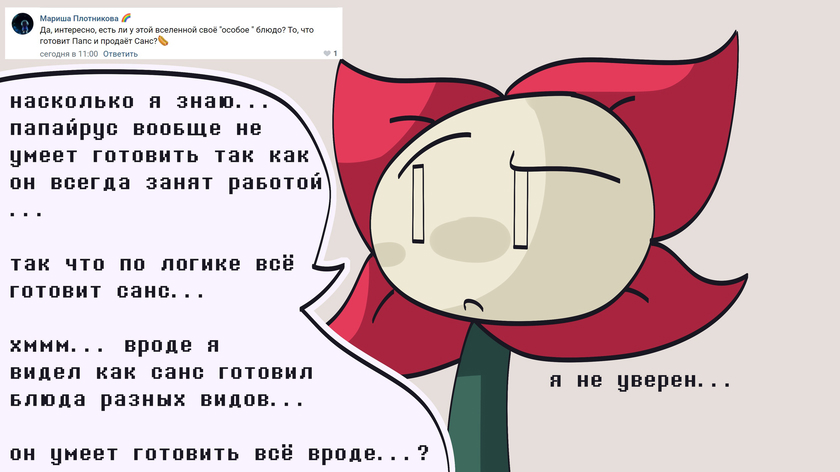 Мариша Плотникова 🌈
Да, интересно, есть ли у этой вселенной своё "особое " блюдо? То, что
готовит Папс и продаёт Санс?🌭
сегодня в 11:00 Ответить
1
насколько я знаю...
папайрус вообще не
умеет готовить так как
он всегда занят работой
...
так что по логике всё
готовит санс...
хммм... вроде я
видел как санс готовил
блюда разных видов...
он умеет готовить всё вроде...?
я не уверен...